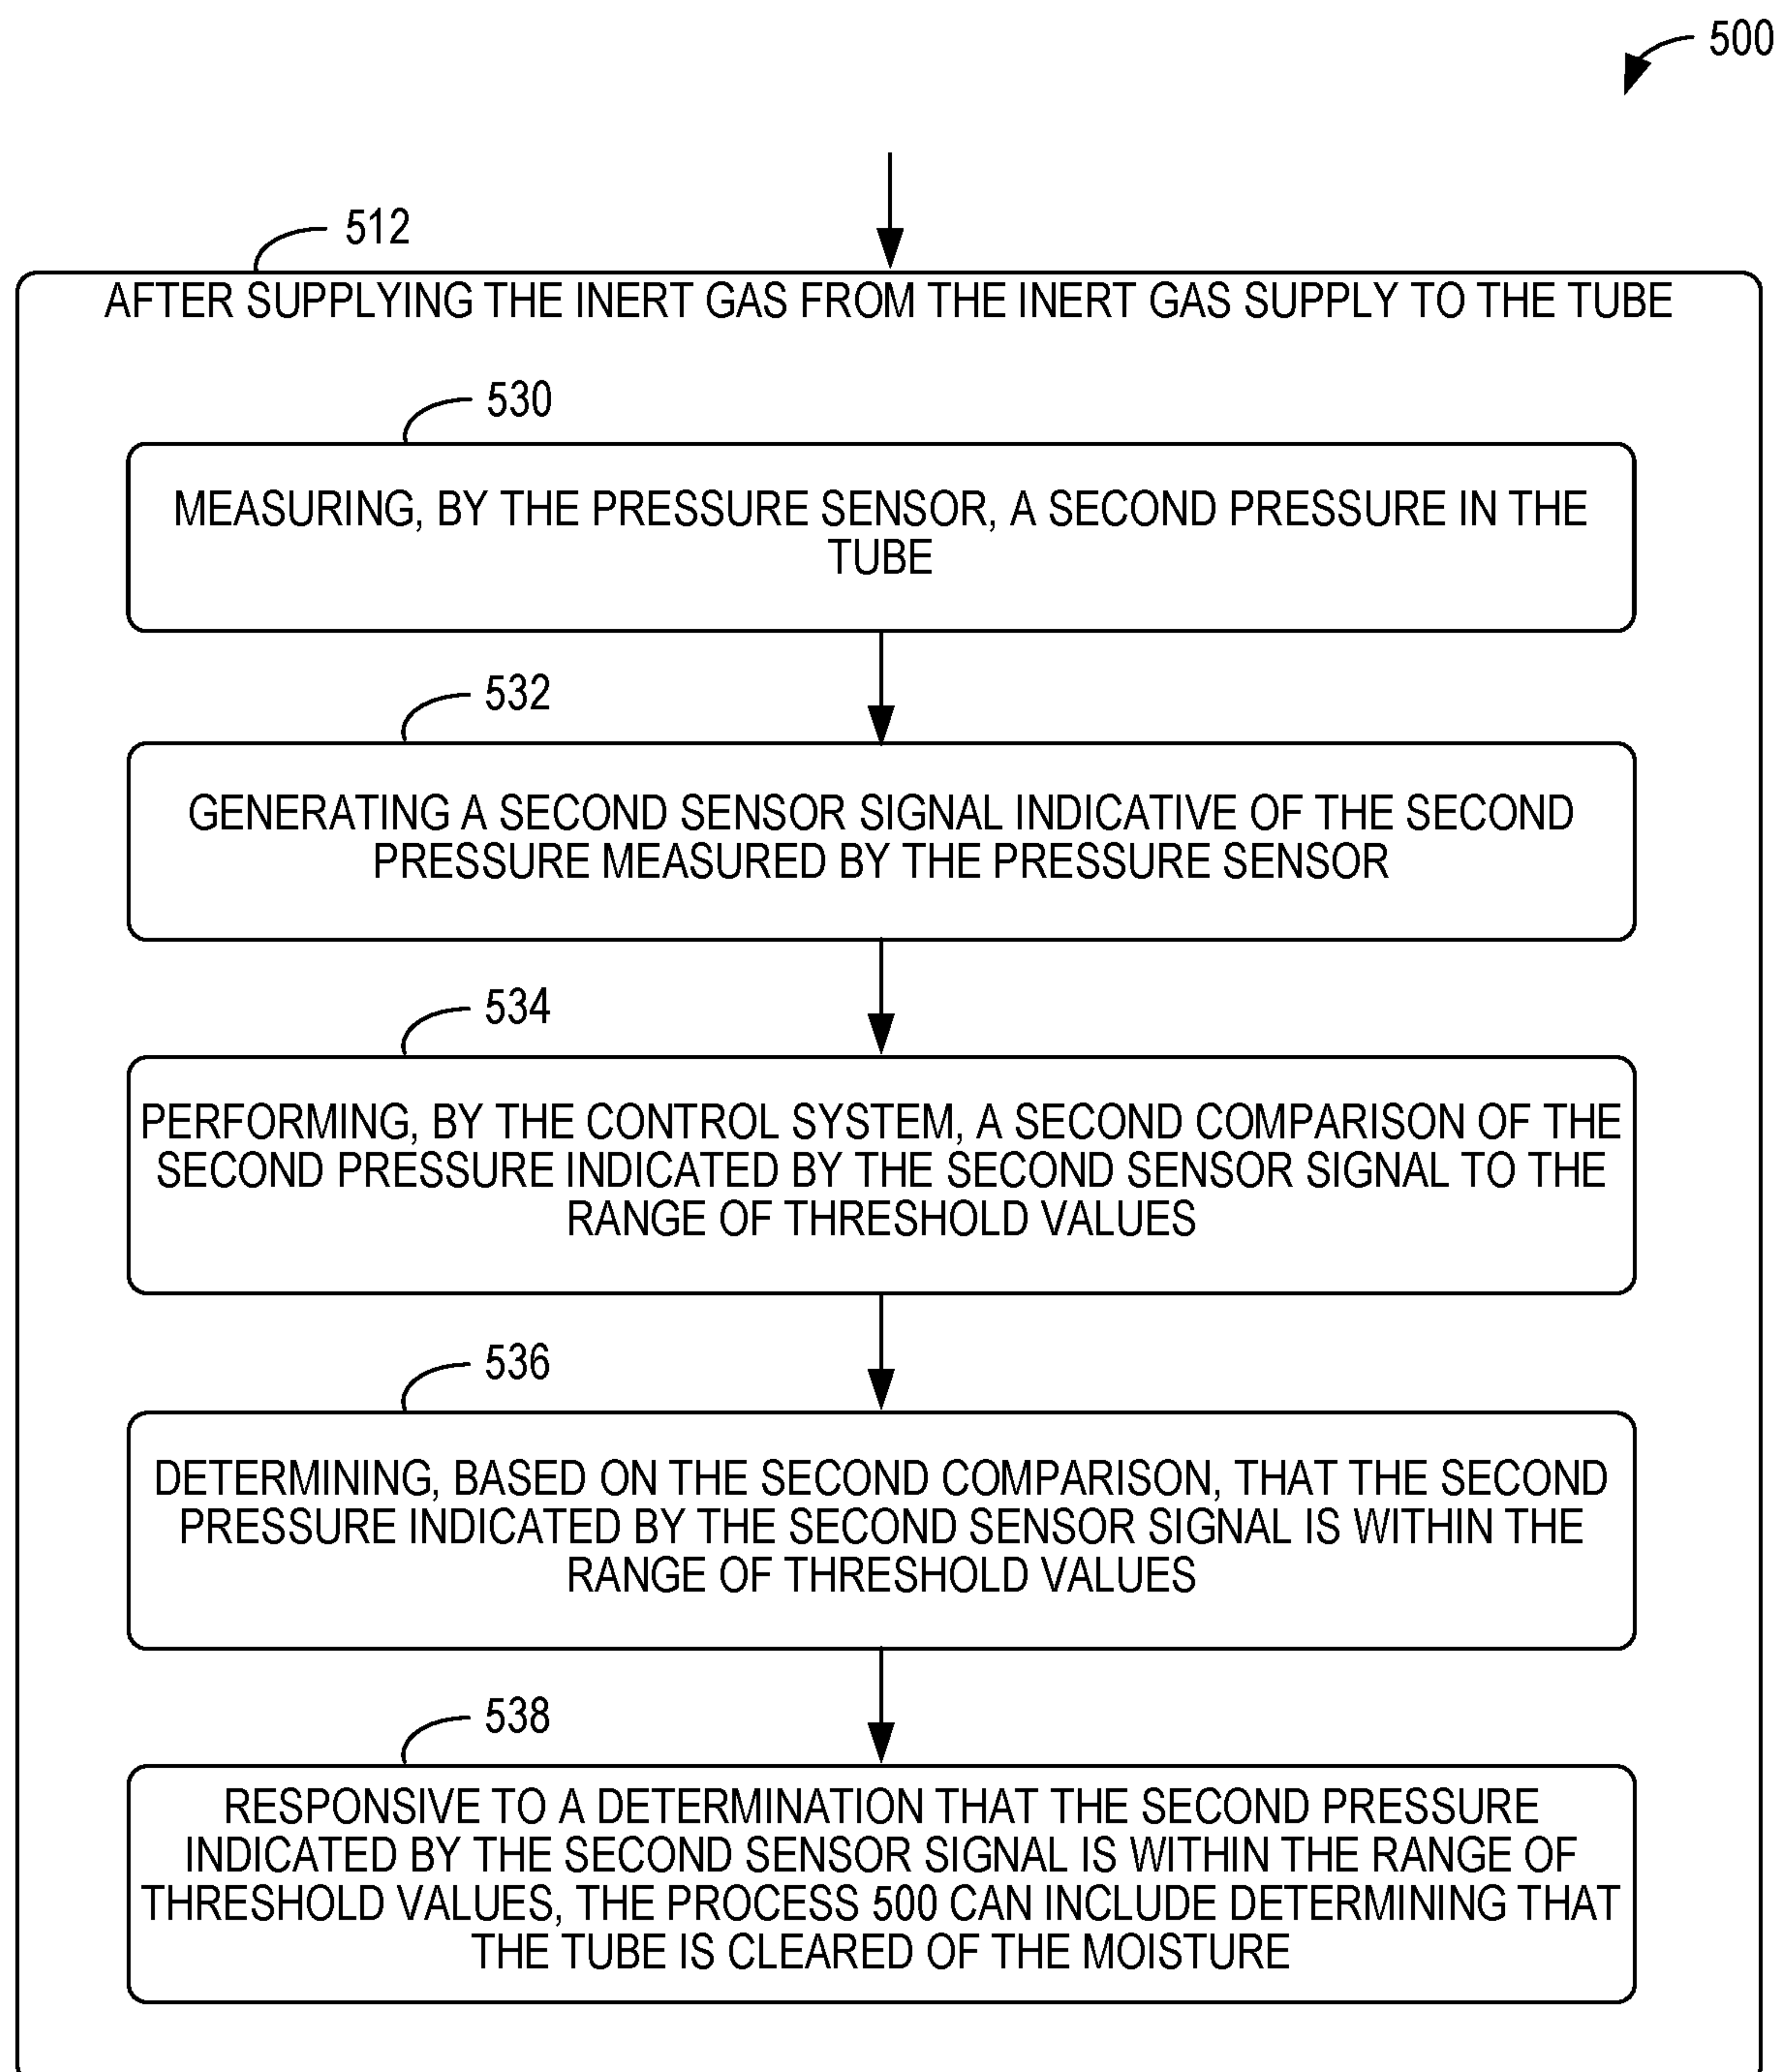 500
512
AFTER SUPPLYING THE INERT GAS FROM THE INERT GAS SUPPLY TO THE TUBE
530
MEASURING, BY THE PRESSURE SENSOR, A SECOND PRESSURE IN THE
TUBE
532
GENERATING A SECOND SENSOR SIGNAL INDICATIVE OF THE SECOND
PRESSURE MEASURED BY THE PRESSURE SENSOR
534
PERFORMING, BY THE CONTROL SYSTEM, A SECOND COMPARISON OF THE
SECOND PRESSURE INDICATED BY THE SECOND SENSOR SIGNAL TO THE
RANGE OF THRESHOLD VALUES
536
DETERMINING, BASED ON THE SECOND COMPARISON, THAT THE SECOND
PRESSURE INDICATED BY THE SECOND SENSOR SIGNAL IS WITHIN THE
RANGE OF THRESHOLD VALUES
538
RESPONSIVE TO A DETERMINATION THAT THE SECOND PRESSURE
INDICATED BY THE SECOND SENSOR SIGNAL IS WITHIN THE RANGE OF
THRESHOLD VALUES, THE PROCESS 500 CAN INCLUDE DETERMINING THAT
THE TUBE IS CLEARED OF THE MOISTURE